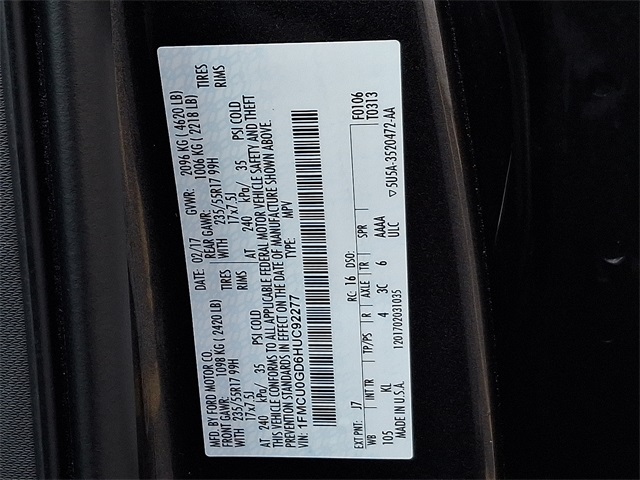 MFD. BY FORD MOTOR CO.
DATE: 02/17 GVWR: 2096 KG ( 4620 LB)
FRONT GAWR: 1098 KG ( 2420 LB) REAR GAWR: 1006 KG ( 2218 LB)
WITH 235/55R17 99H TIRES WITH 235/55R17 99H TIRES
17x7.5J RIMS 17x7.5J RIMS
AT 240 kPa/ 35 PSI COLD AT 240 kPa/ 35 PSI COLD
THIS VEHICLE CONFORMS TO ALL APPLICABLE FEDERAL MOTOR VEHICLE SAFETY AND THEFT
PREVENTION STANDARDS IN EFFECT ON THE DATE OF MANUFACTURE SHOWN ABOVE.
VIN: 1FMCU0GD6HUC92277 TYPE: MPV
F0106
T0313
EXT PNT: J7 RC: 16 DSO:
WB INT TR TP/PS R AXLE TR SPR
105 KL 4 3C 6 AAAA
ULC
MADE IN U.S.A. 1201702031035
▽5U5A-3520472-AA